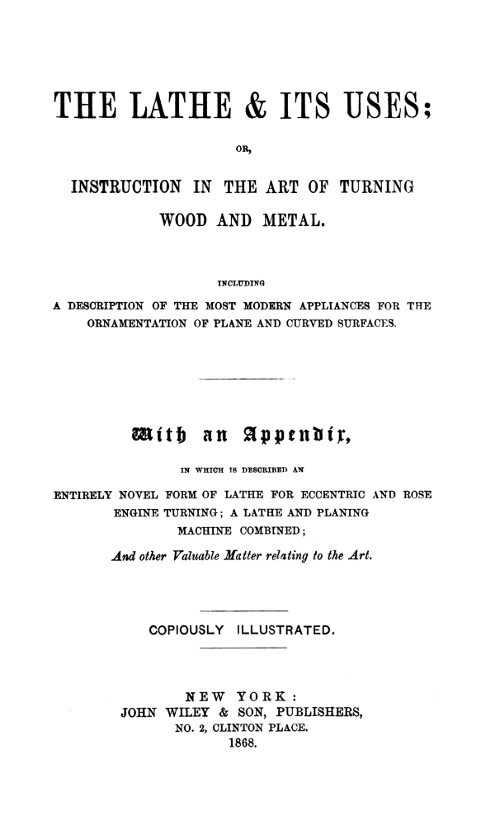 THE LATHE & ITS USES;
OR,
INSTRUCTION IN THE ART OF TURNING
WOOD AND METAL.
INCLUDING
A DESCRIPTION OF THE MOST MODERN APPLIANCES FOR THE
ORNAMENTATION OF PLANE AND CURVED SURFACES.
With an Appendix,
IN WHICH IS DESCRIBED AN
ENTIRELY NOVEL FORM OF LATHE FOR ECCENTRIC AND ROSE
ENGINE TURNING; A LATHE AND PLANING
MACHINE COMBINED;
And other Valuable Matter relating to the Art.
COPIOUSLY ILLUSTRATED.
NEW YORK:
JOHN WILEY & SON, PUBLISHERS,
NO. 2, CLINTON PLACE.
1868.